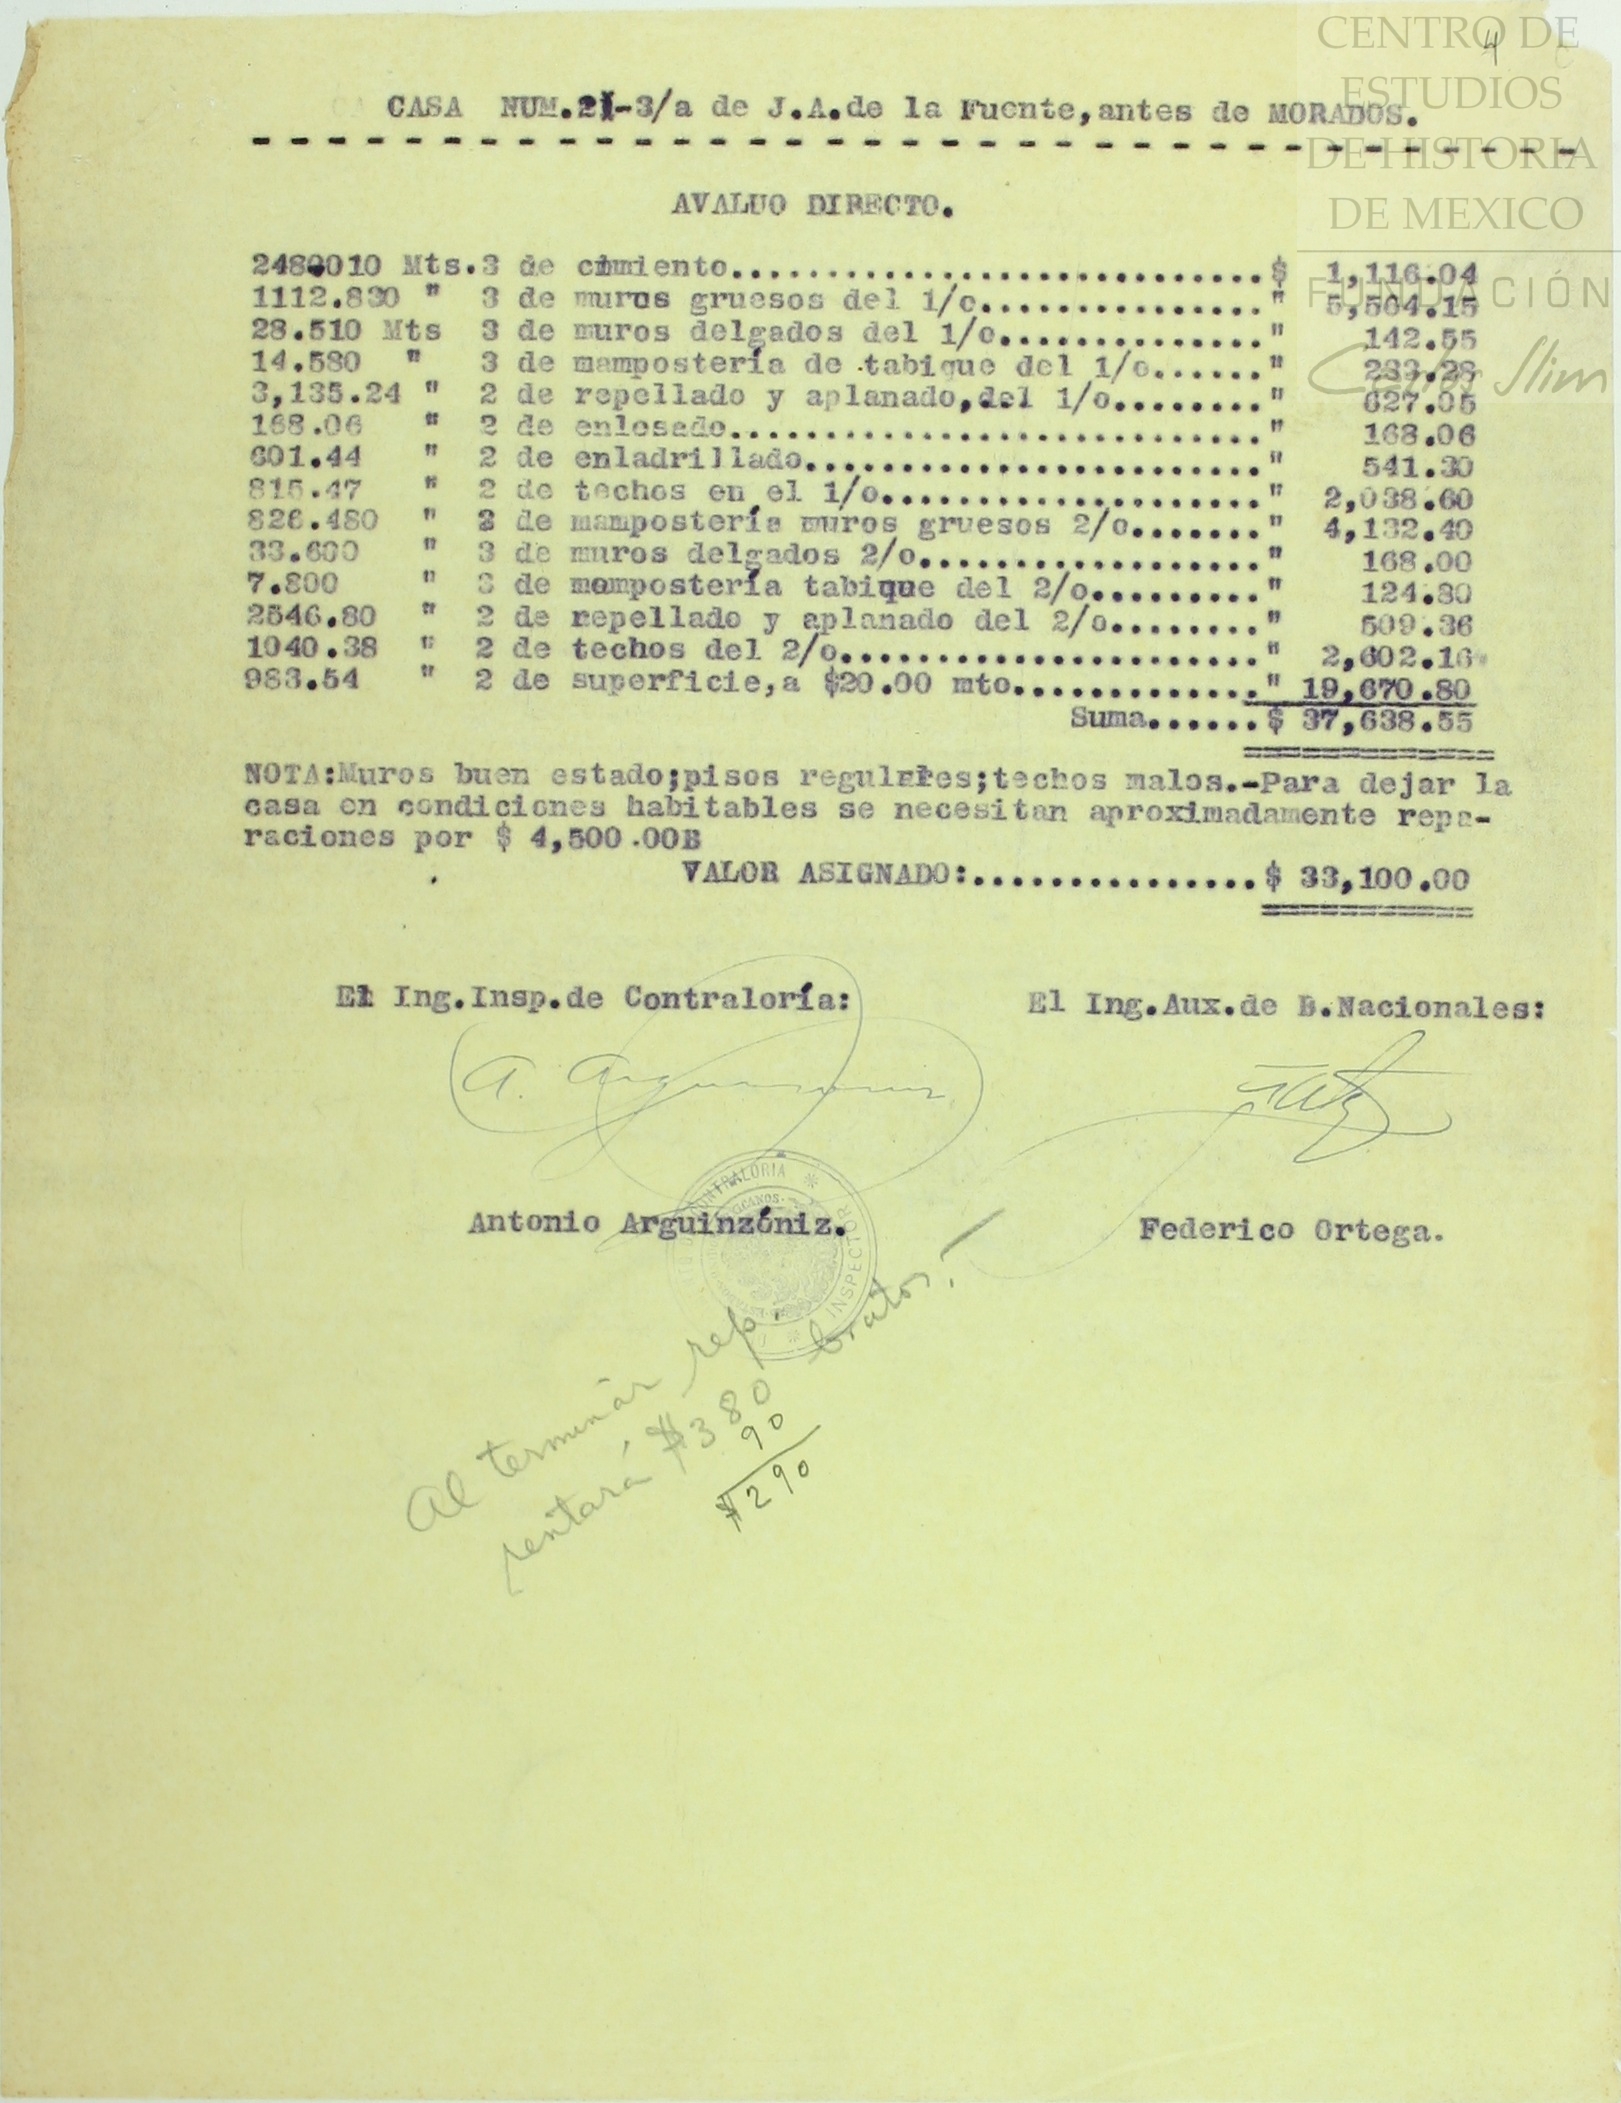 CENTRO DE
ESTUDIOS
DE HISTORIA
DE MEXICO
FUNDACIÓN
Carlos Slim
4
CASA NUM.21-3/a de J.A.de la Fuente,antes de MORADOS.
AVALUO DIRECTO.
248.010 Mts.3 de cimiento............................$ 1,116.04
1112.830 " 3 de muros gruesos del 1/o..............." 5,564.15
28.510 Mts 3 de muros delgados del 1/o.............." 142.55
14.580 " 3 de mampostería de tabique del 1/o......" 233.28
3,135.24 " 2 de repellado y aplanado,del 1/o........" 627.05
168.06 " 2 de enlosado............................" 168.06
601.44 " 2 de enladrillado........................" 541.30
815.47 " 2 de techos en el 1/o...................." 2,038.60
826.480 " 3 de mampostería muros gruesos 2/o......." 4,132.40
33.600 " 3 de muros delgados 2/o.................." 168.00
7.800 " 3 de mampostería tabique del 2/o........." 124.80
2546.80 " 2 de repellado y aplanado del 2/o........" 509.36
1040.38 " 2 de techos del 2/o......................" 2,602.16
983.54 " 2 de superficie,a $20.00 mto............." 19,670.80
Suma......$ 37,638.55
NOTA:Muros buen estado;pisos regulares;techos malos.-Para dejar la
casa en condiciones habitables se necesitan aproximadamente repa-
raciones por $ 4,500.00B
VALOR ASIGNADO:...............$ 33,100.00
El Ing.Insp.de Contraloría: El Ing.Aux.de B.Nacionales:
A. Arguinzoniz
CONTRALORIA
INSPECTOR
Antonio Arguinzóniz. Federico Ortega.
Al terminar rep.
rentará $380 bratos.
90
$290